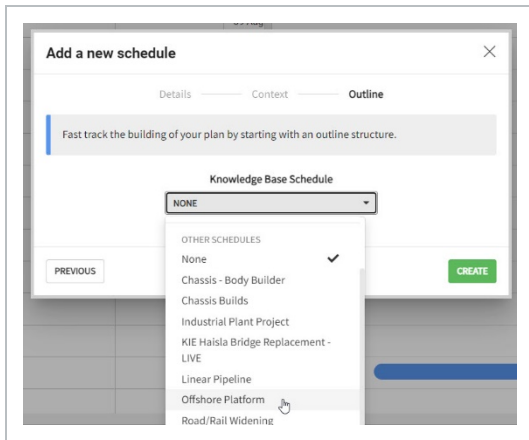 09 Aug
Add a new schedule
Details
Context
Outline
Fast track the building of your plan by starting with an outline structure.
Knowledge Base Schedule
NONE
OTHER SCHEDULES
None
Chassis - Body Builder
Chassis Builds
Industrial Plant Project
KIE Haisla Bridge Replacement -
LIVE
Linear Pipeline
Offshore Platform
Road/Rail Widening
PREVIOUS
CREATE